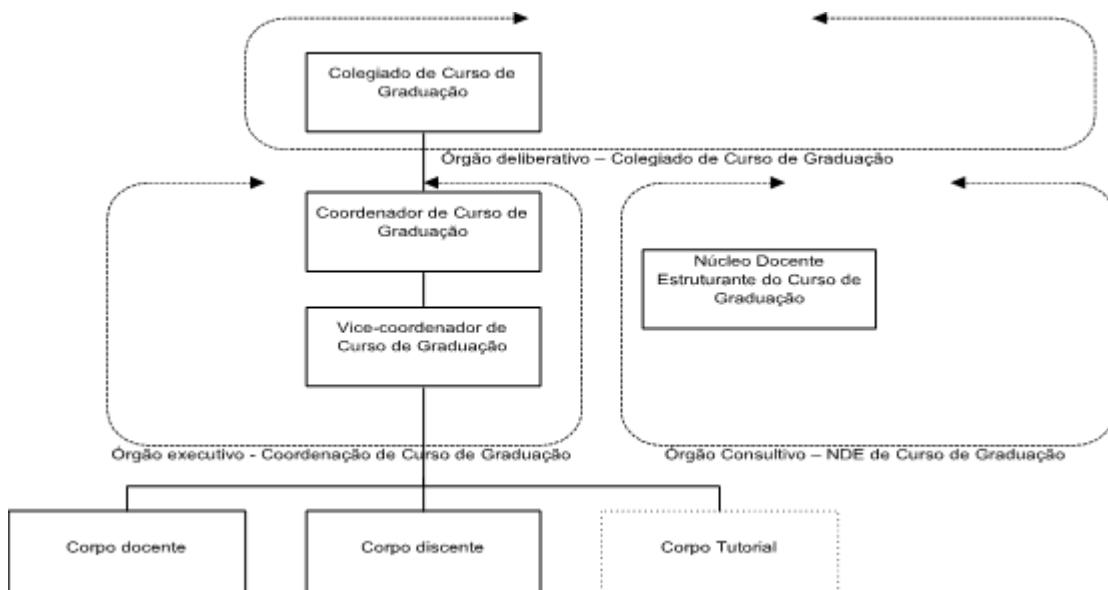 Colegiado de Curso de
Graduação
Órgão deliberativo – Colegiado de Curso de Graduação
Coordenador de Curso de
Graduação
Núcleo Docente
Estruturante do Curso de
Graduação
Vice-coordenador de
Curso de Graduação
Órgão executivo - Coordenação de Curso de Graduação
Órgão Consultivo – NDE de Curso de Graduação
Corpo docente
Corpo discente
Corpo Tutorial